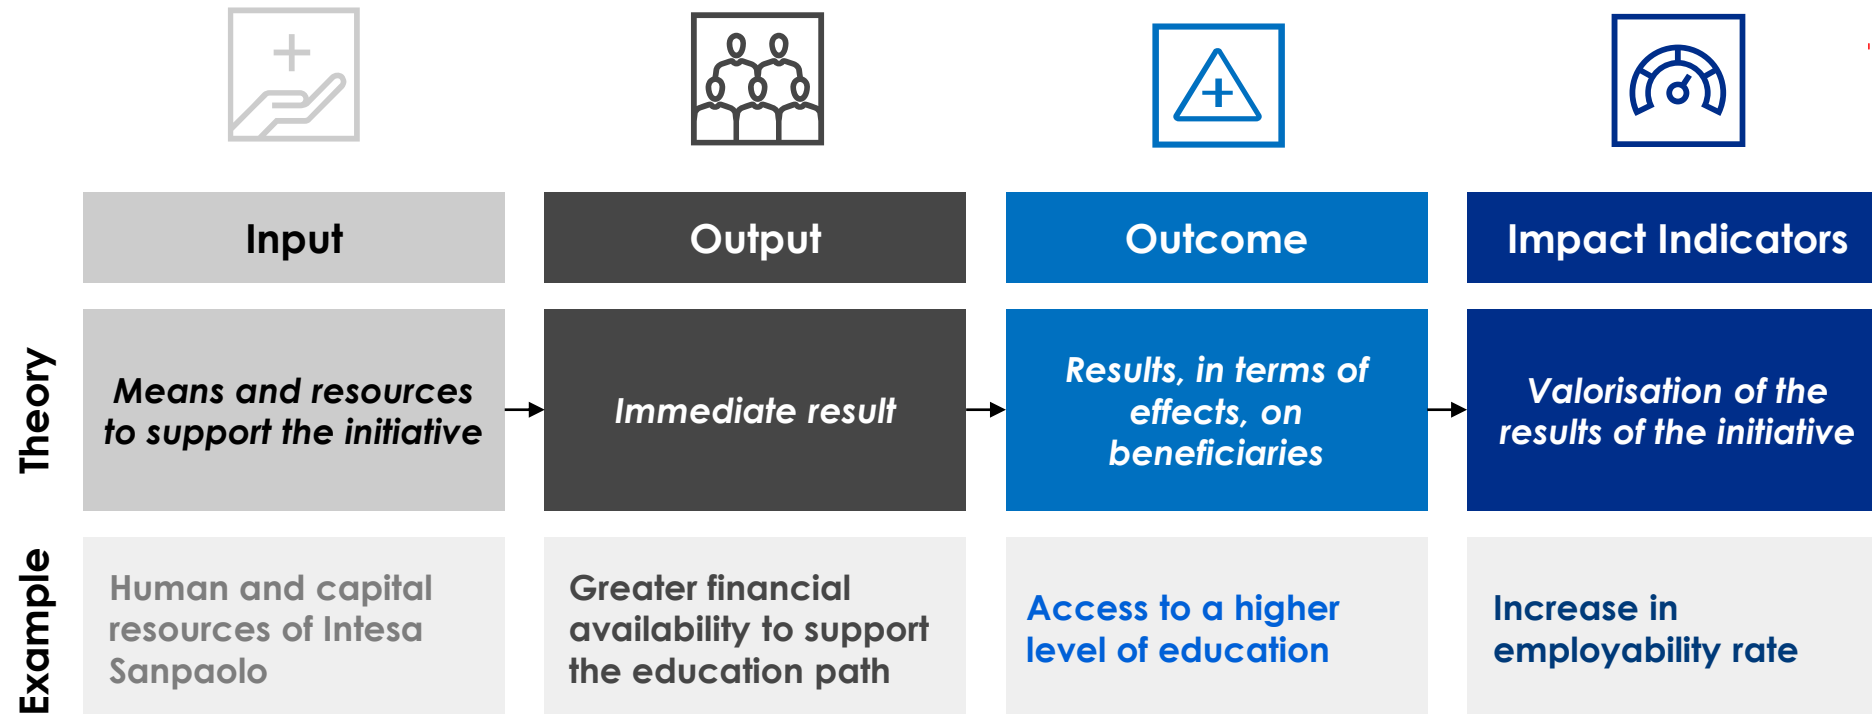 Input
Output
Outcome
Impact Indicators
Theory
Means and resources
to support the initiative
Immediate result
Results, in terms of
effects, on
beneficiaries
Valorisation of the
results of the initiative
Example
Human and capital
resources of Intesa
Sanpaolo
Greater financial
availability to support
the education path
Access to a higher
level of education
Increase in
employability rate